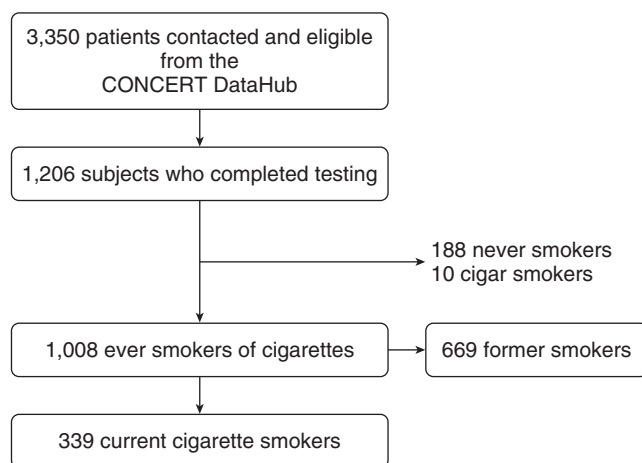 3,350 patients contacted and eligible
from the
CONCERT DataHub
1,206 subjects who completed testing
188 never smokers
10 cigar smokers
1,008 ever smokers of cigarettes
669 former smokers
339 current cigarette smokers